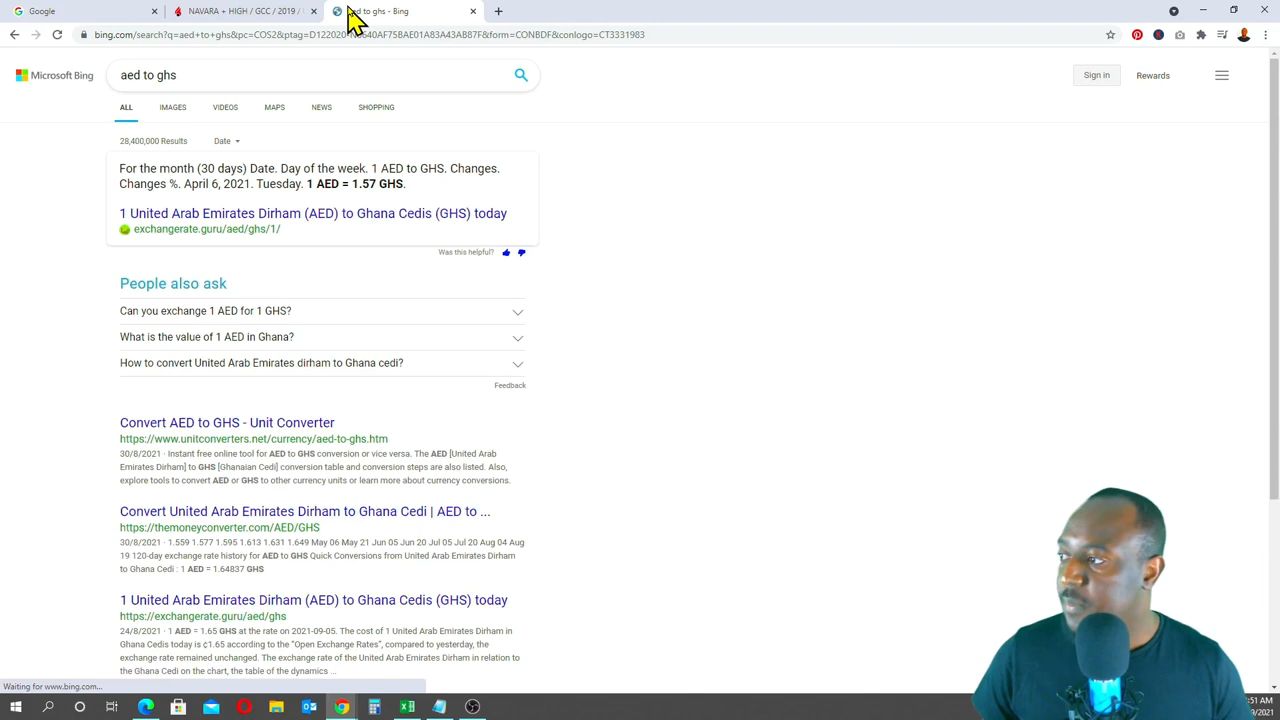 Google
NAVARA + HIGH / GCC / 2019 /
ed to ghs - Bing
bing.com/search?q=aed+to+ghs&pc=COS2&ptag=D122020-N0640AF75BAE01A83A43AB87F&form=CONBDF&conlogo=CT3331983
Microsoft Bing
aed to ghs
Sign in
Rewards
ALL
IMAGES
VIDEOS
MAPS
NEWS
SHOPPING
28,400,000 Results
Date
For the month (30 days) Date. Day of the week. 1 AED to GHS. Changes.
Changes %. April 6, 2021. Tuesday. 1 AED = 1.57 GHS.
1 United Arab Emirates Dirham (AED) to Ghana Cedis (GHS) today
exchangerate.guru/aed/ghs/1/
Was this helpful?
People also ask
Can you exchange 1 AED for 1 GHS?
What is the value of 1 AED in Ghana?
How to convert United Arab Emirates dirham to Ghana cedi?
Feedback
Convert AED to GHS - Unit Converter
https://www.unitconverters.net/currency/aed-to-ghs.htm
30/8/2021 · Instant free online tool for AED to GHS conversion or vice versa. The AED [United Arab
Emirates Dirham] to GHS [Ghanaian Cedi] conversion table and conversion steps are also listed. Also,
explore tools to convert AED or GHS to other currency units or learn more about currency conversions.
Convert United Arab Emirates Dirham to Ghana Cedi | AED to ...
https://themoneyconverter.com/AED/GHS
30/8/2021 · 1.559 1.577 1.595 1.613 1.631 1.649 May 06 May 21 Jun 05 Jun 20 Jul 05 Jul 20 Aug 04 Aug
19 120-day exchange rate history for AED to GHS Quick Conversions from United Arab Emirates Dirham
to Ghana Cedi : 1 AED = 1.64837 GHS
1 United Arab Emirates Dirham (AED) to Ghana Cedis (GHS) today
https://exchangerate.guru/aed/ghs
24/8/2021 · 1 AED = 1.65 GHS at the rate on 2021-09-05. The cost of 1 United Arab Emirates Dirham in
Ghana Cedis today is ¢1.65 according to the "Open Exchange Rates", compared to yesterday, the
exchange rate remained unchanged. The exchange rate of the United Arab Emirates Dirham in relation to
the Ghana Cedi on the chart, the table of the dynamics ...
Waiting for www.bing.com...
:51 AM
/2021